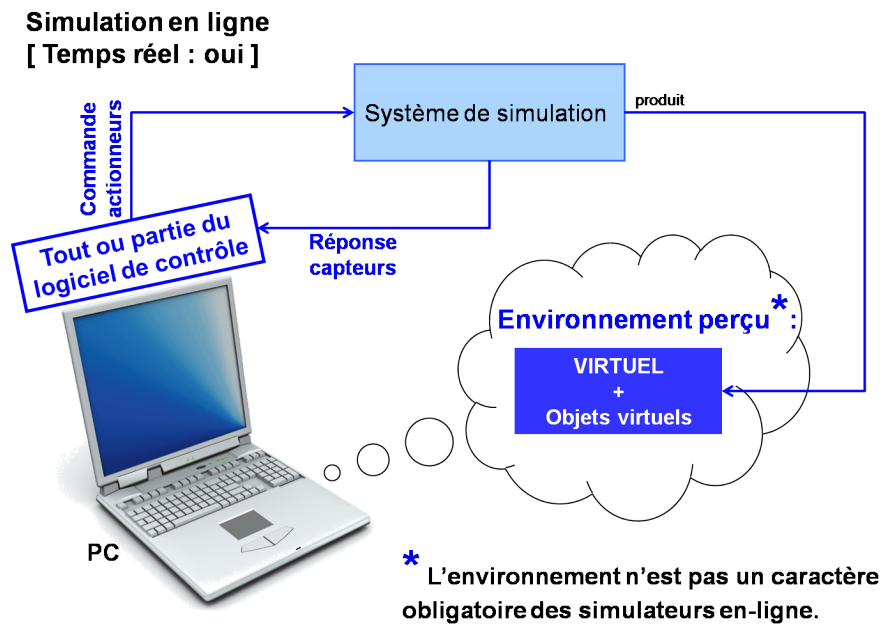 Simulation en ligne
[ Temps réel : oui ]
Commande
actionneurs
Système de simulation
produit
Tout ou partie du
logiciel de contrôle
Réponse
capteurs
Environnement perçu* :
VIRTUEL
+
Objets virtuels
PC
* L’environnement n’est pas un caractère
obligatoire des simulateurs en-ligne.